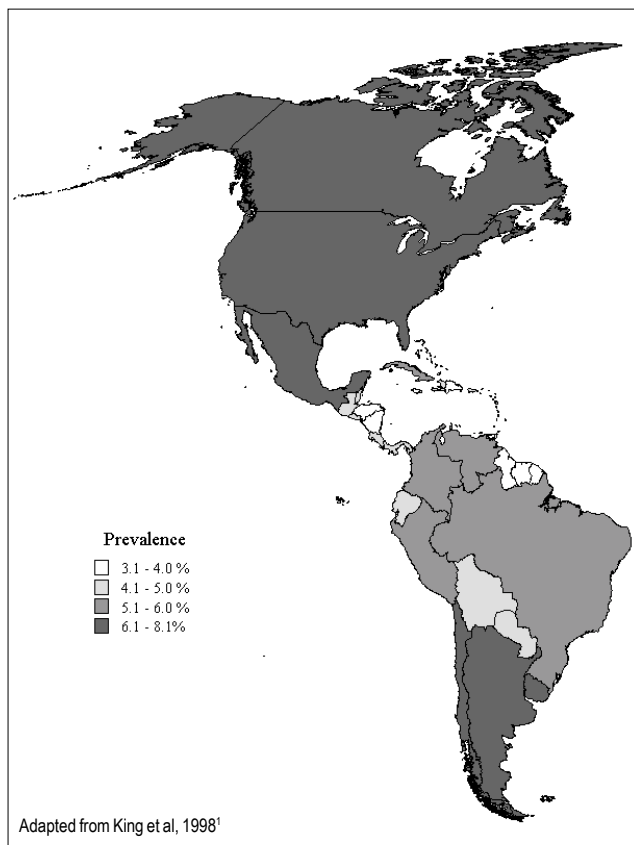 Prevalence
3.1 - 4.0 %
4.1 - 5.0 %
5.1 - 6.0 %
6.1 - 8.1%
Adapted from King et al, 1998¹